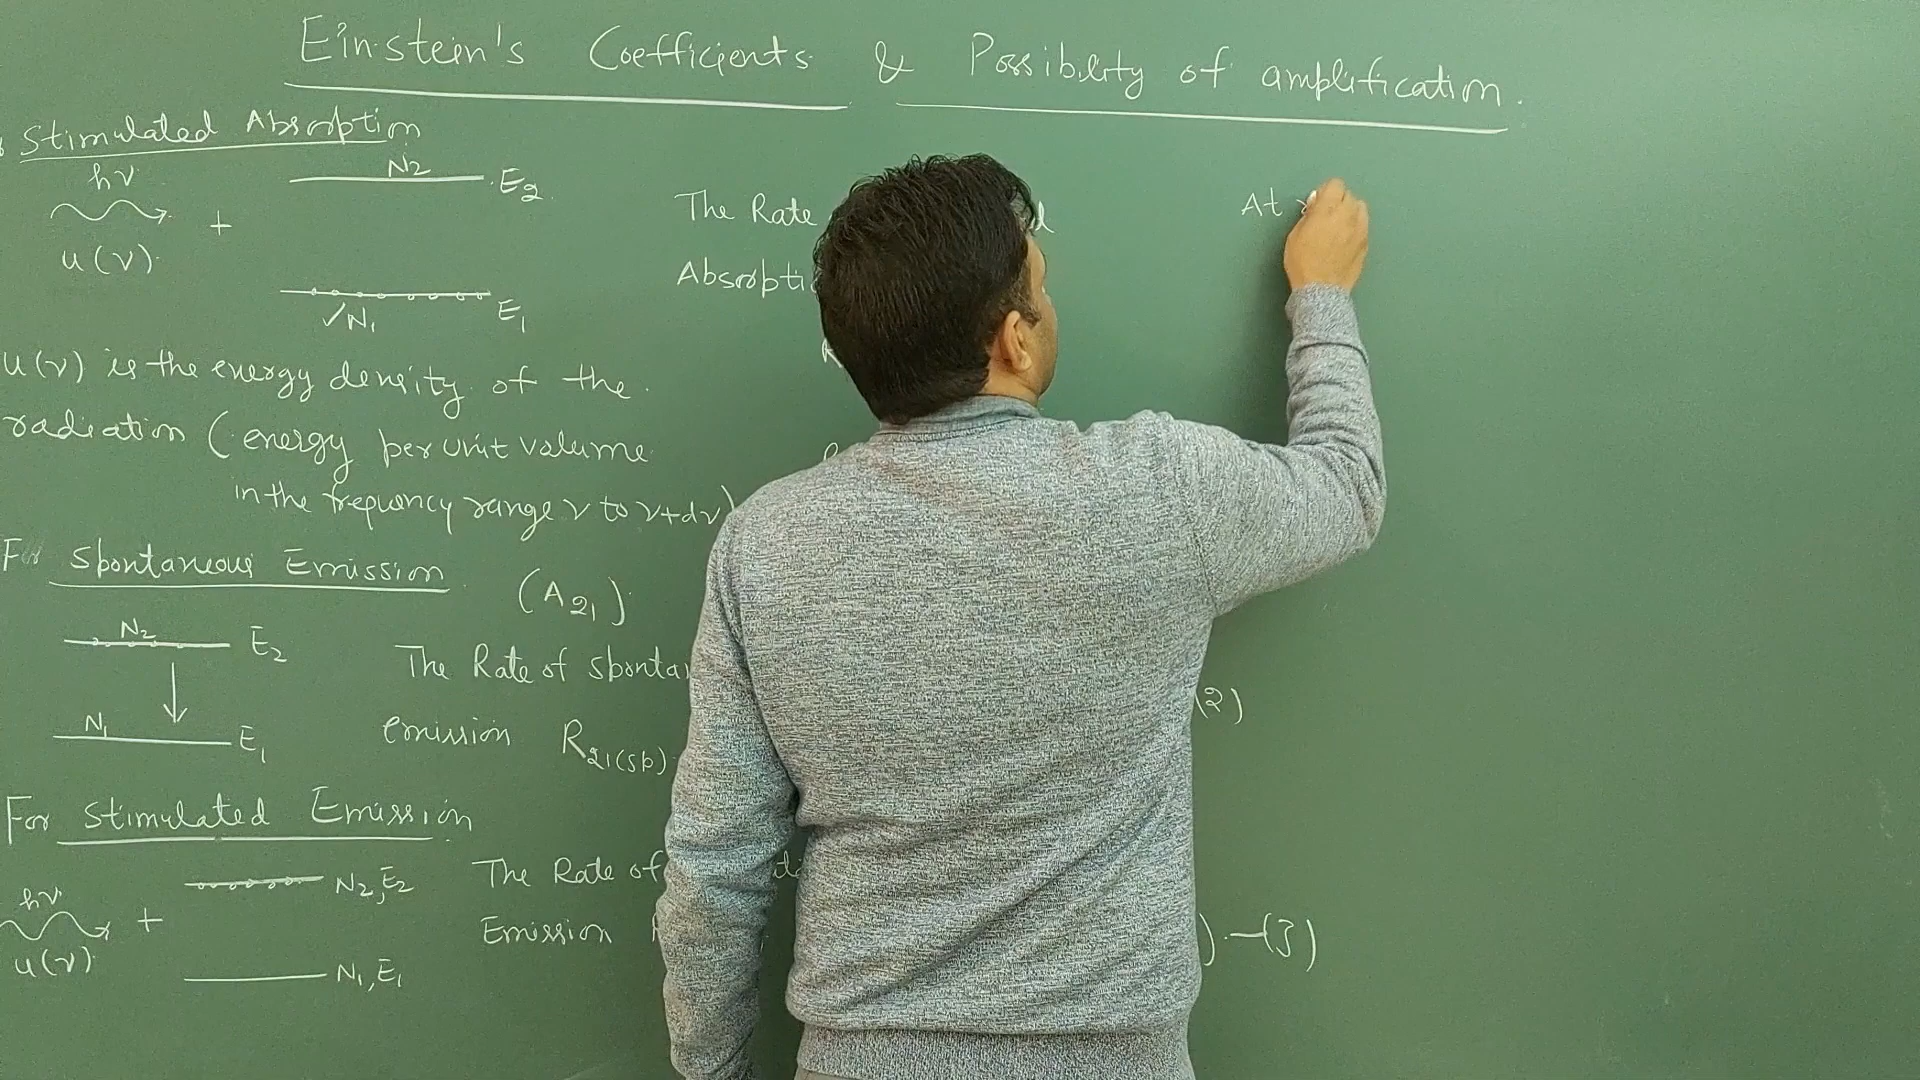 Einstein's Coefficients & Possibility of amplification.
Stimulated Absorption
hν
N2
E2
+
u(ν)
E1
N1
u(ν) is the energy density of the
radiation (energy per unit volume
in the frequency range ν to ν+dν)
The Rate
At
For Spontaneous Emission
(A21)
N2
E2
The Rate of
N1
E1
emission R21(sp)
(2)
For Stimulated Emission
hν
+
N2, E2
u(ν)
N1, E1
The Rate of
Emission
) - (3)